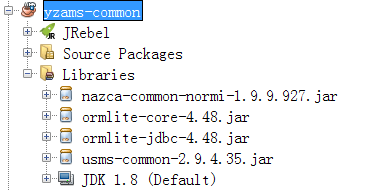 yzams-common
JRebel
Source Packages
Libraries
nazca-common-normi-1.9.9.927.jar
ormlite-core-4.48.jar
ormlite-jdbc-4.48.jar
usms-common-2.9.4.35.jar
JDK 1.8 (Default)